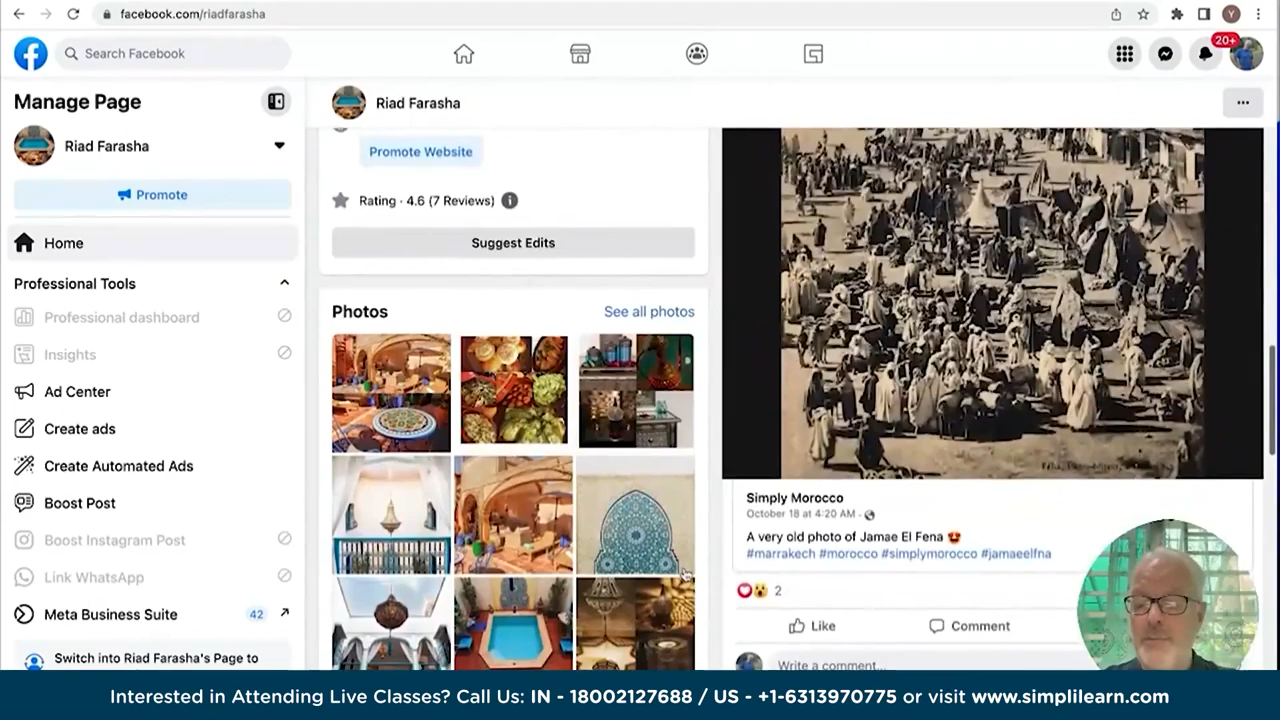 facebook.com/riadfarasha
Y
Search Facebook
20+
Manage Page
Riad Farasha
Promote
Home
Professional Tools
Professional dashboard
Insights
Ad Center
Create ads
Create Automated Ads
Boost Post
Boost Instagram Post
Link WhatsApp
Meta Business Suite 42
Switch into Riad Farasha's Page to
Riad Farasha
Promote Website
Rating · 4.6 (7 Reviews)
Suggest Edits
Photos
See all photos
Simply Morocco
October 18 at 4:20 AM ·
A very old photo of Jamae El Fena 😍
#marrakech #morocco #simplymorocco #jamaeelfna
2
Like
Comment
Write a comment...
Interested in Attending Live Classes? Call Us: IN - 18002127688 / US - +1-6313970775 or visit www.simplilearn.com